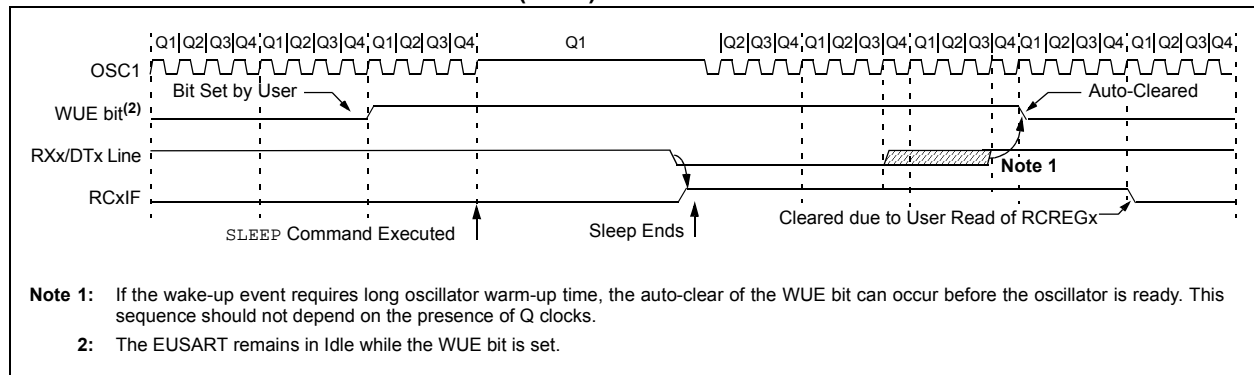 Q1 Q2 Q3 Q4 Q1 Q2 Q3 Q4 Q1 Q2 Q3 Q4 Q1 Q2 Q3 Q4 Q1 Q2 Q3 Q4 Q1 Q2 Q3 Q4 Q1 Q2 Q3 Q4
OSC1
Bit Set by User
Auto-Cleared
WUE bit(2)
RXx/DTx Line
Note 1
RCxIF
Cleared due to User Read of RCREGx
SLEEP Command Executed
Sleep Ends
Note 1: If the wake-up event requires long oscillator warm-up time, the auto-clear of the WUE bit can occur before the oscillator is ready. This
sequence should not depend on the presence of Q clocks.
2: The EUSART remains in Idle while the WUE bit is set.